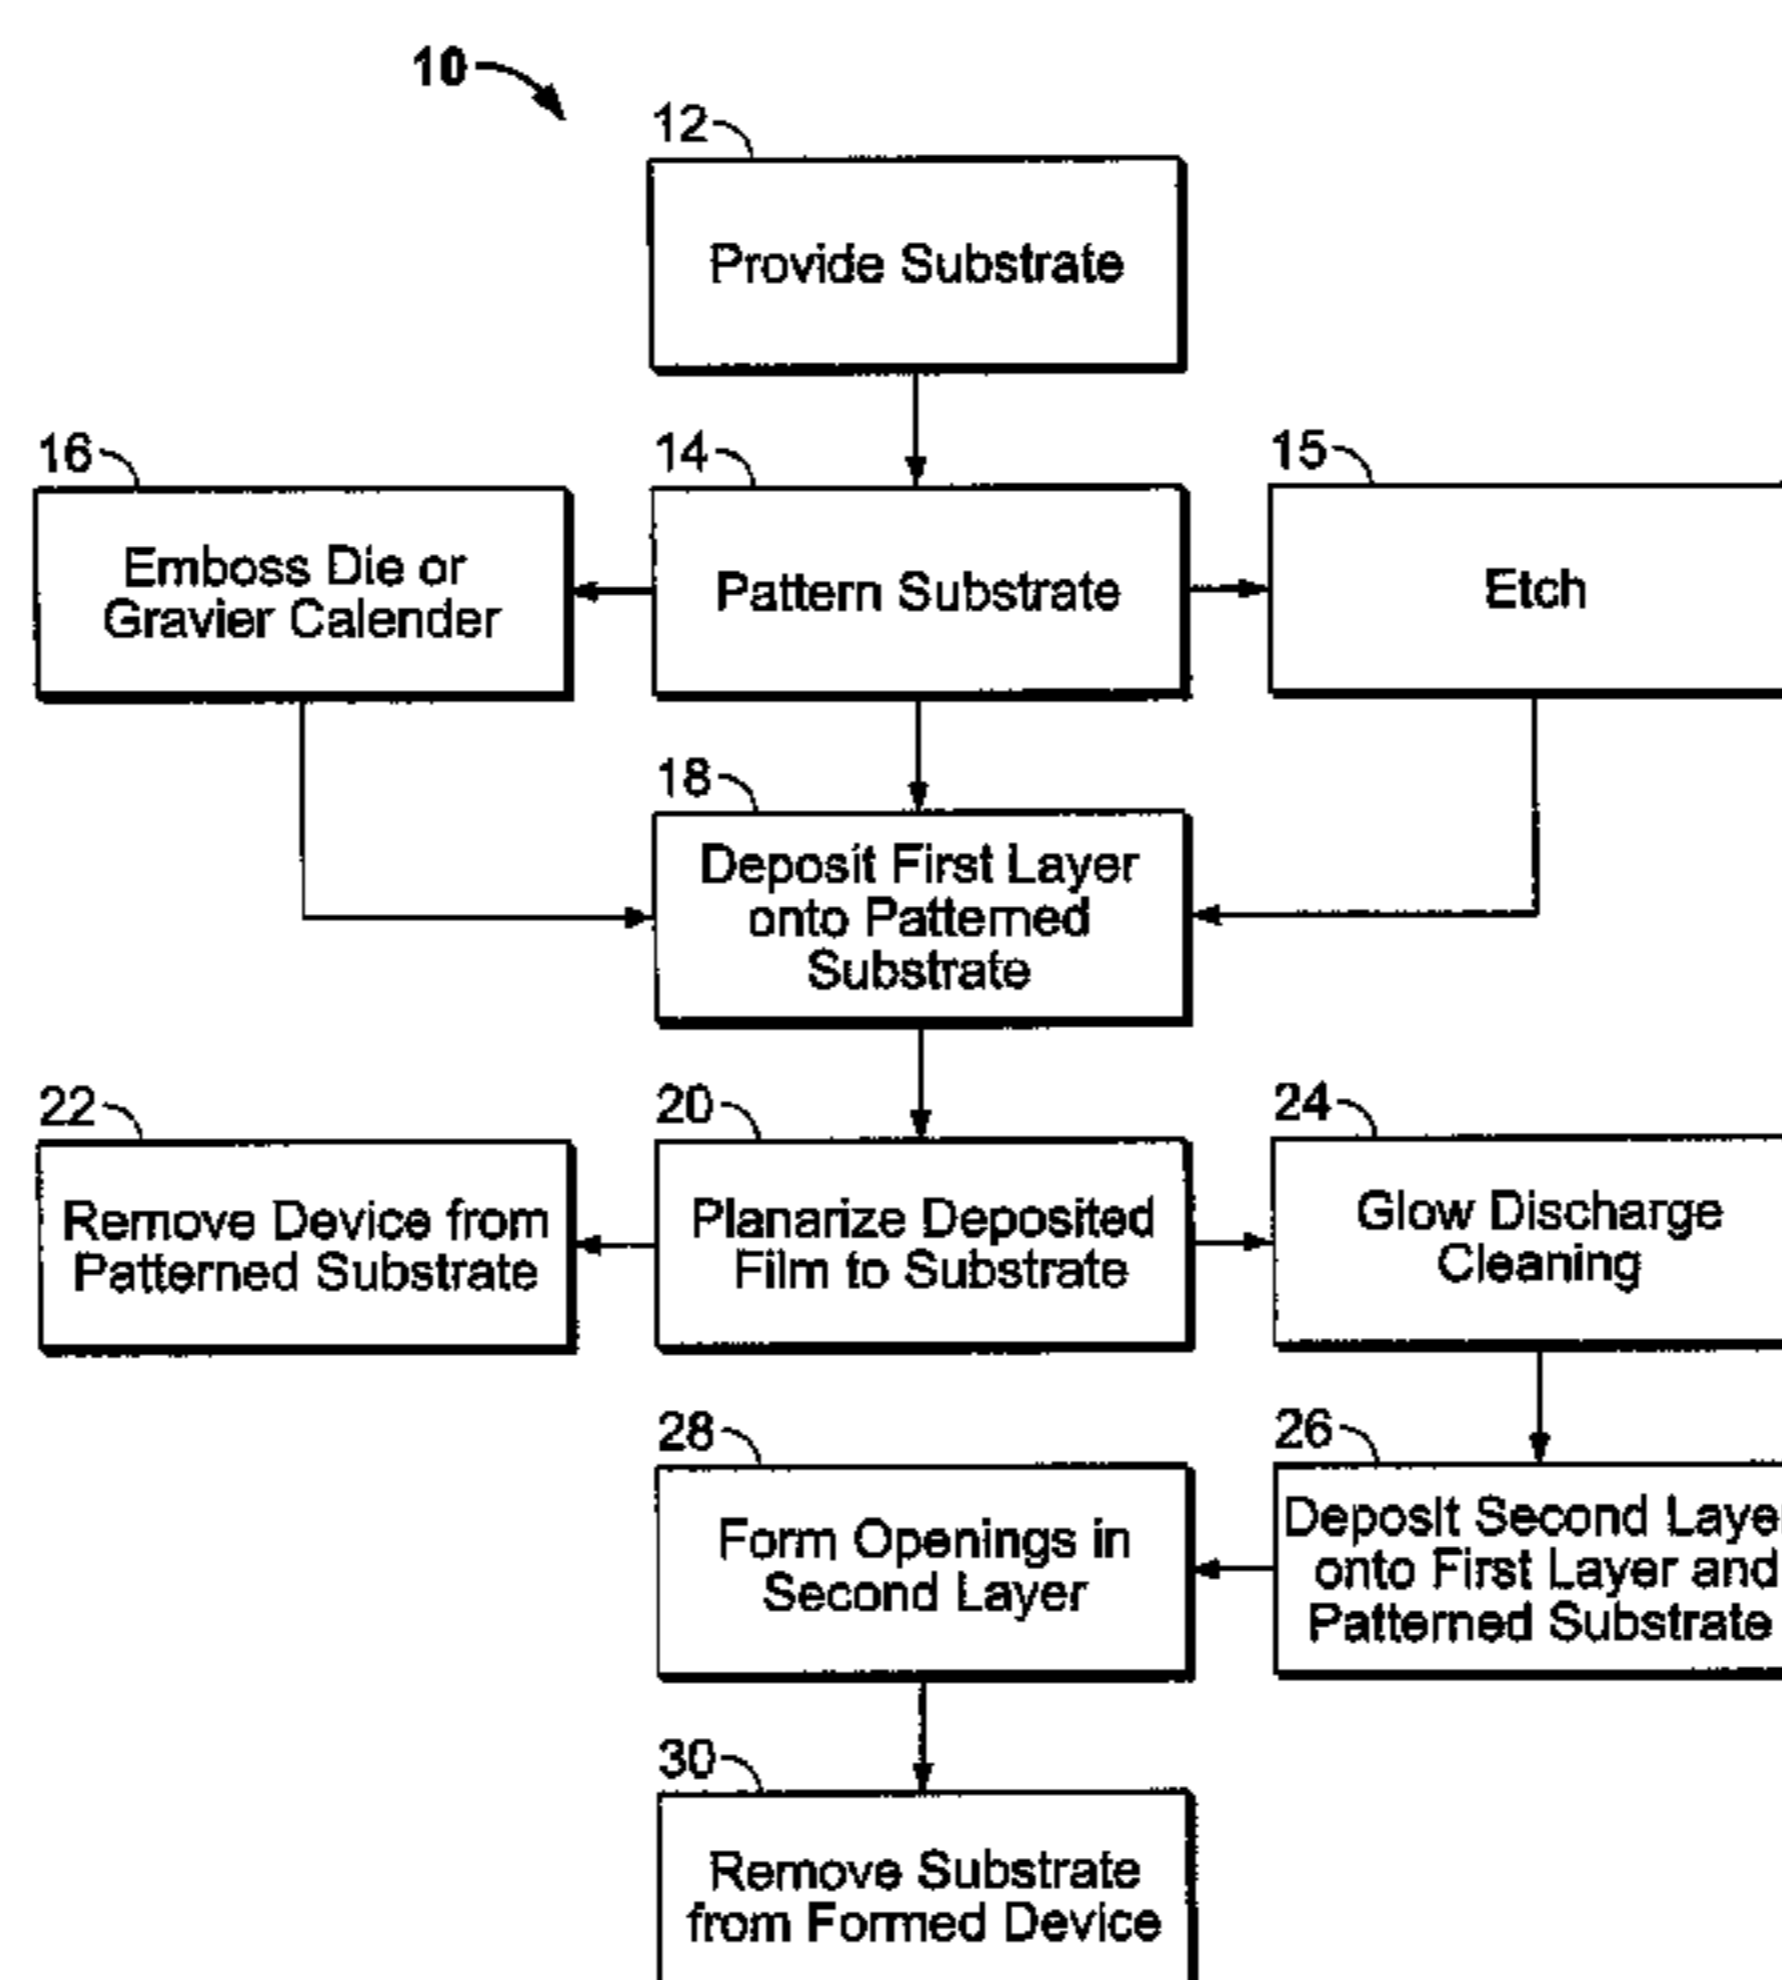 10
12
Provide Substrate
16
14
15
Emboss Die or
Gravier Calender
Pattern Substrate
Etch
18
Deposit First Layer
onto Patterned
Substrate
22
20
24
Remove Device from
Patterned Substrate
Planarize Deposited
Film to Substrate
Glow Discharge
Cleaning
28
26
Form Openings in
Second Layer
Deposit Second Layer
onto First Layer and
Patterned Substrate
30
Remove Substrate
from Formed Device